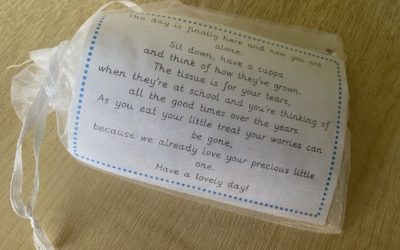 The day is finally here and now you are
alone.
Sit down, have a cuppa
and think of how they've grown.
The tissue is for your tears,
when they're at school and you're thinking of
all the good times over the years.
As you eat your little treat your worries can
be gone,
because we already love your precious little
one.
Have a lovely day!